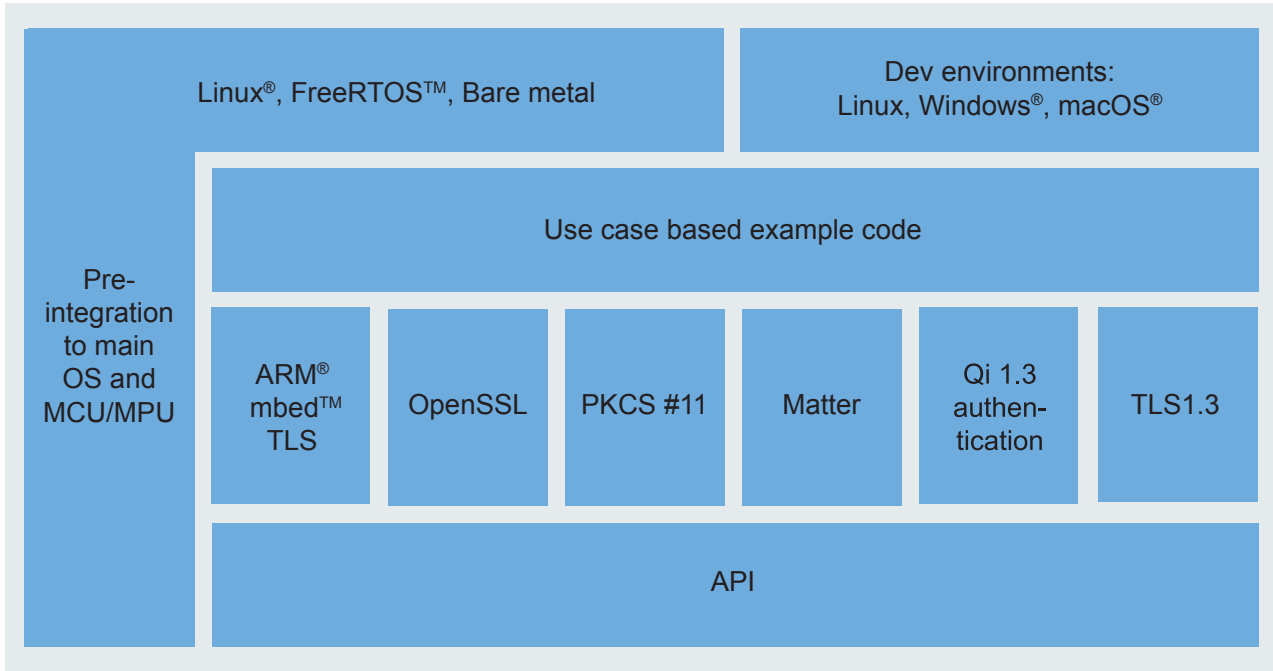 Linux®, FreeRTOS™, Bare metal
Dev environments:
Linux, Windows®, macOS®
Use case based example code
Pre-
integration
to main
OS and
MCU/MPU
ARM®
mbed™
TLS
OpenSSL
PKCS #11
Matter
Qi 1.3
authen-
tication
TLS1.3
API